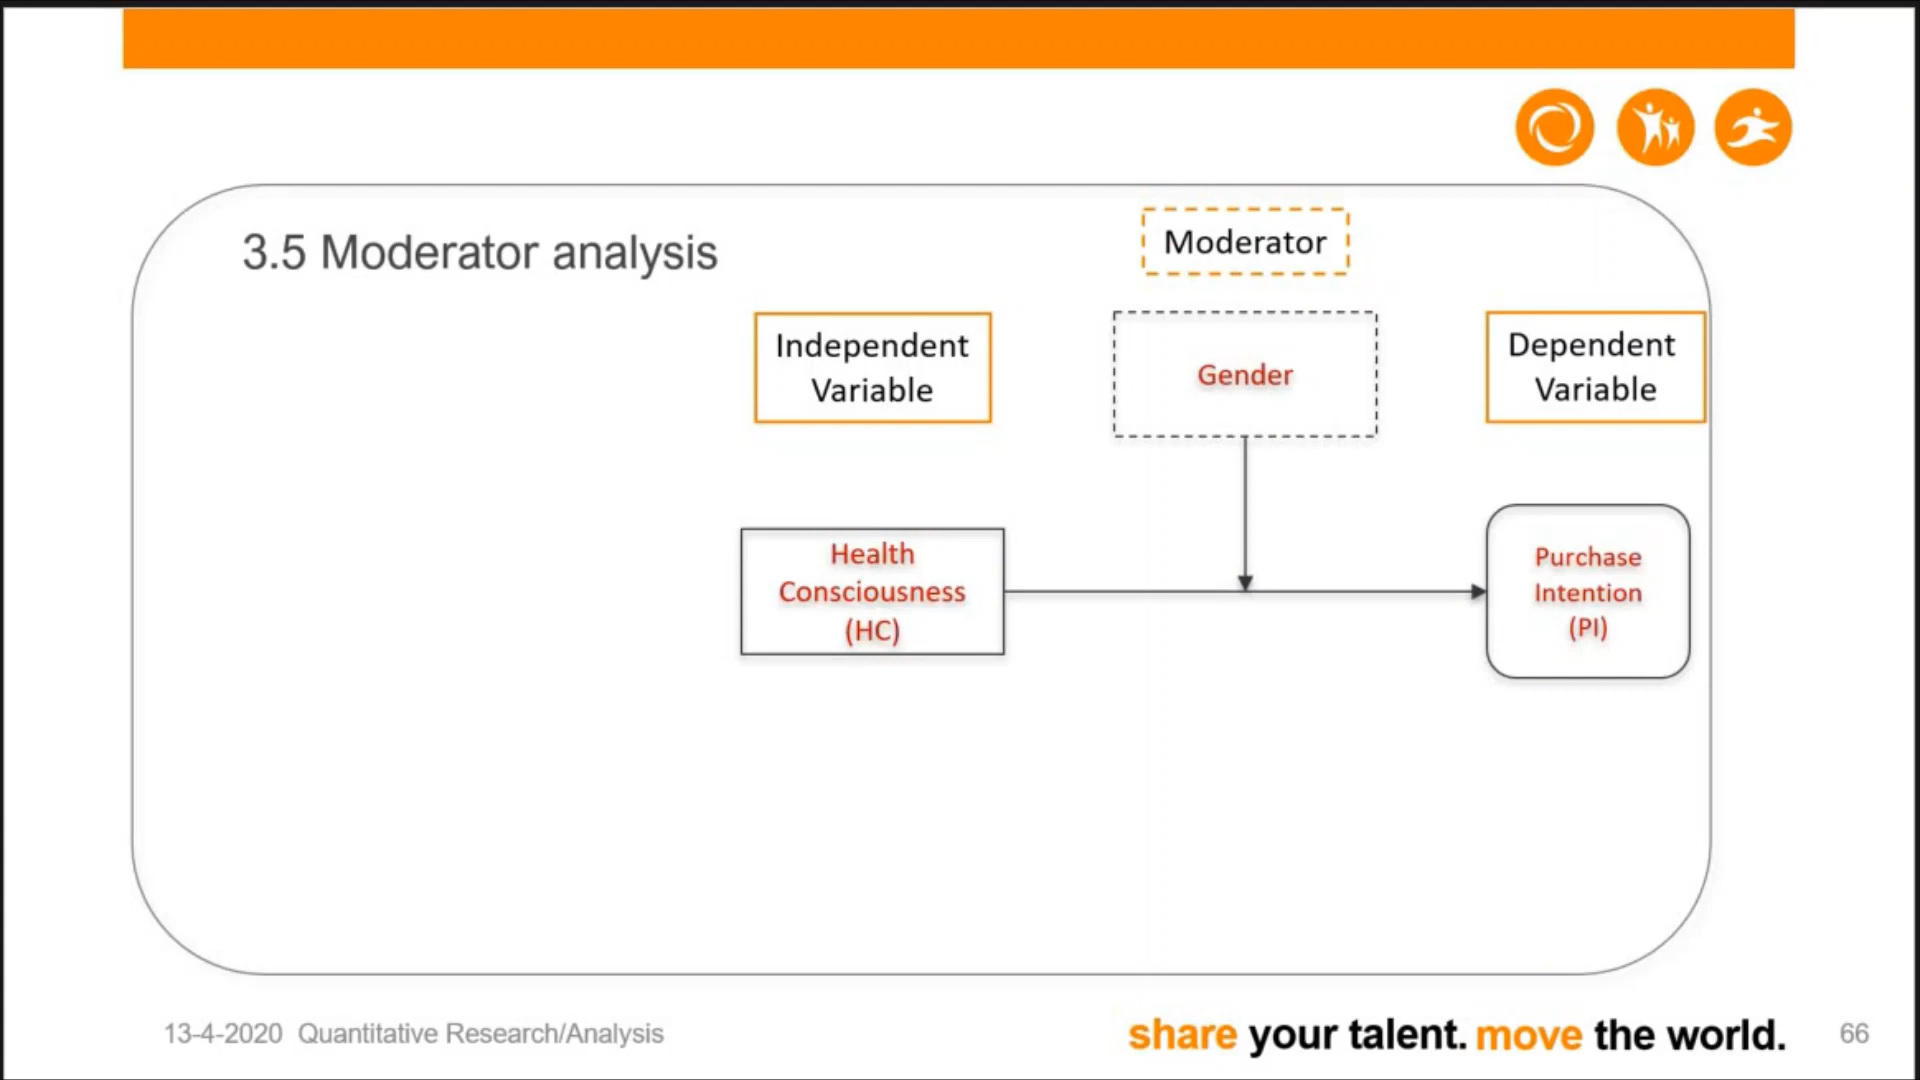 3.5 Moderator analysis
Moderator
Independent
Variable
Gender
Dependent
Variable
Health
Consciousness
(HC)
Purchase
Intention
(PI)
13-4-2020 Quantitative Research/Analysis
share your talent. move the world.
66